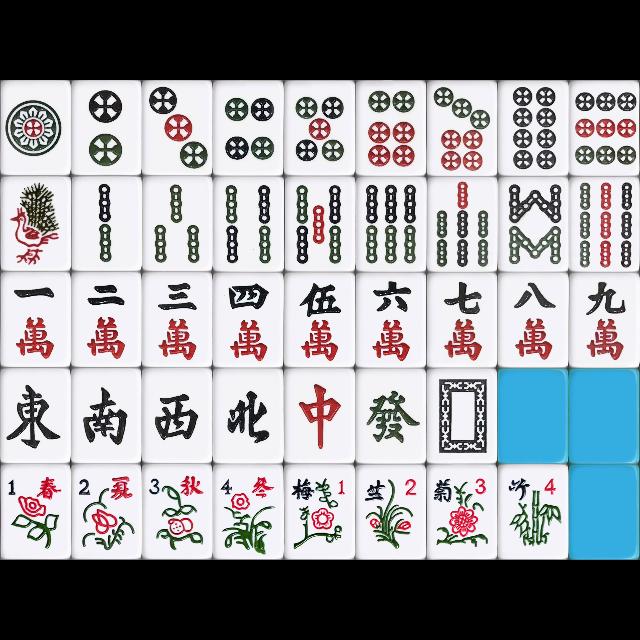 一 二 三 四 伍 六 七 八 九
萬 萬 萬 萬 萬 萬 萬 萬 萬
東 南 西 北 中 發
1 春 2 夏 3 秋 4 冬 梅 1 2 菊 3 竹 4